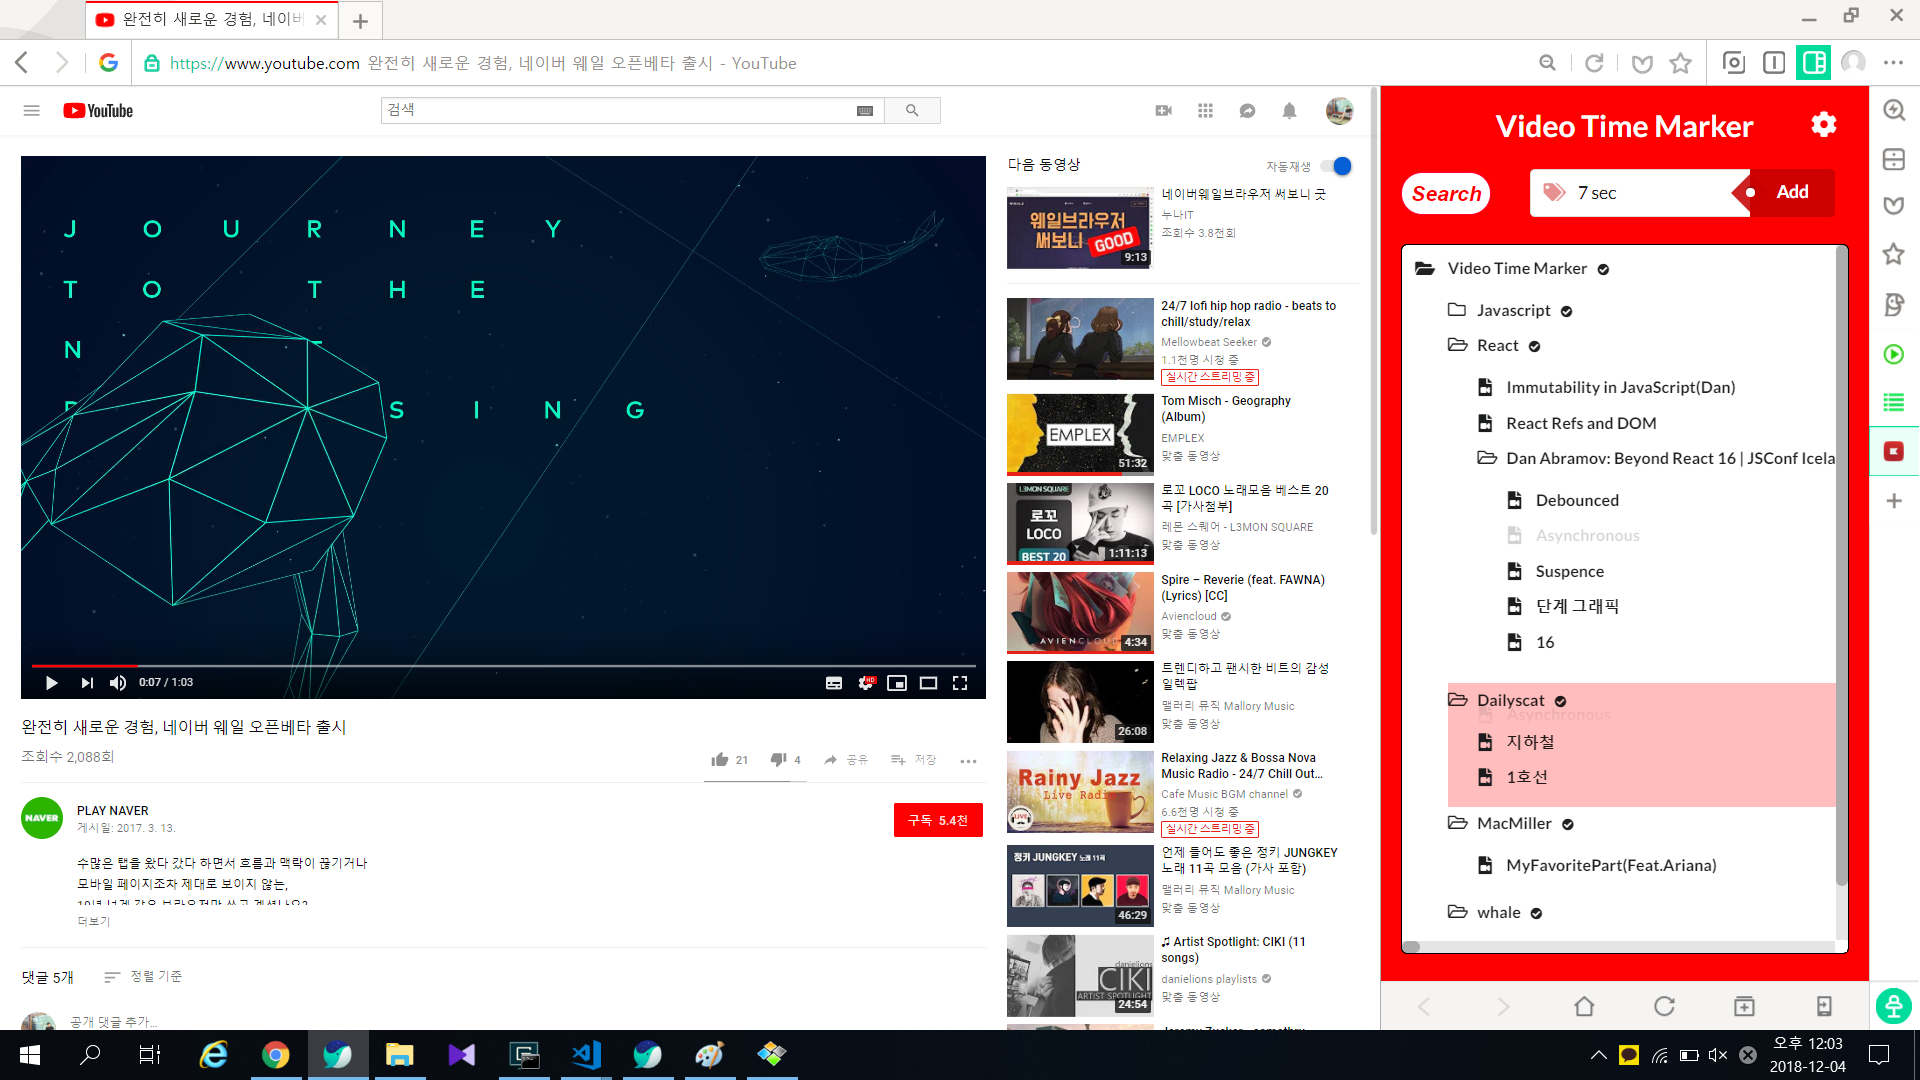 완전히 새로운 경험, 네이버
https://www.youtube.com 완전히 새로운 경험, 네이버 웨일 오픈베타 출시 - YouTube
YouTube
검색
JOURNEY
TO THE
N
SING
0:07 / 1:03
완전히 새로운 경험, 네이버 웨일 오픈베타 출시
조회수 2,088회
21
4
공유
저장
NAVER
PLAY NAVER
게시일: 2017. 3. 13.
구독 5.4천
수많은 탭을 왔다 갔다 하면서 흐름과 맥락이 끊기거나
모바일 페이지조차 제대로 보이지 않는,
더보기
댓글 5개
정렬 기준
공개 댓글 추가...
다음 동영상
자동재생
웨일브라우저
써보니 GOOD
9:13
네이버웨일브라우저 써보니 굿
누나IT
조회수 3.8천회
24/7 lofi hip hop radio - beats to
chill/study/relax
Mellowbeat Seeker
1.1천명 시청 중
실시간 스트리밍 중
EMPLEX
51:32
Tom Misch - Geography
(Album)
EMPLEX
맞춤 동영상
L3MON SQUARE
로꼬
LOCO
BEST 20
1:11:13
로꼬 LOCO 노래모음 베스트 20
곡 [가사첨부]
레몬 스퀘어 - L3MON SQUARE
맞춤 동영상
AVIENCLOUD
4:34
Spire – Reverie (feat. FAWNA)
(Lyrics) [CC]
Aviencloud
맞춤 동영상
26:08
트렌디하고 팬시한 비트의 감성
일렉팝
맬러리 뮤직 Mallory Music
맞춤 동영상
Rainy Jazz
Live Radio
LIVE
Relaxing Jazz & Bossa Nova
Music Radio - 24/7 Chill Out...
Cafe Music BGM channel
6.6천명 시청 중
실시간 스트리밍 중
정키 JUNGKEY 노래 11곡
46:29
언제 들어도 좋은 정키 JUNGKEY
노래 11곡 모음 (가사 포함)
맬러리 뮤직 Mallory Music
맞춤 동영상
danielions
CIKI
ARTIST SPOTLIGHT
24:54
♫ Artist Spotlight: CIKI (11
songs)
danielions playlists
맞춤 동영상
Video Time Marker
Search
7 sec
Add
Video Time Marker
Javascript
React
Immutability in JavaScript(Dan)
React Refs and DOM
Dan Abramov: Beyond React 16 | JSConf Icela
Debounced
Asynchronous
Suspence
단계 그래픽
16
Dailyscat
Asynchronous
지하철
1호선
MacMiller
MyFavoritePart(Feat.Ariana)
whale
오후 12:03
2018-12-04